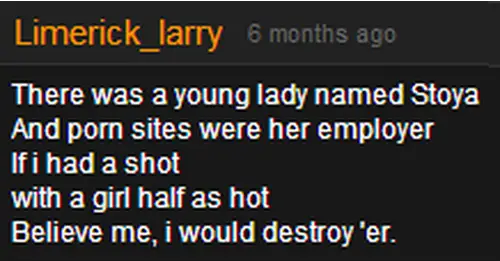 Limerick_larry 6 months ago
There was a young lady named Stoya
And porn sites were her employer
If i had a shot
with a girl half as hot
Believe me, i would destroy 'er.